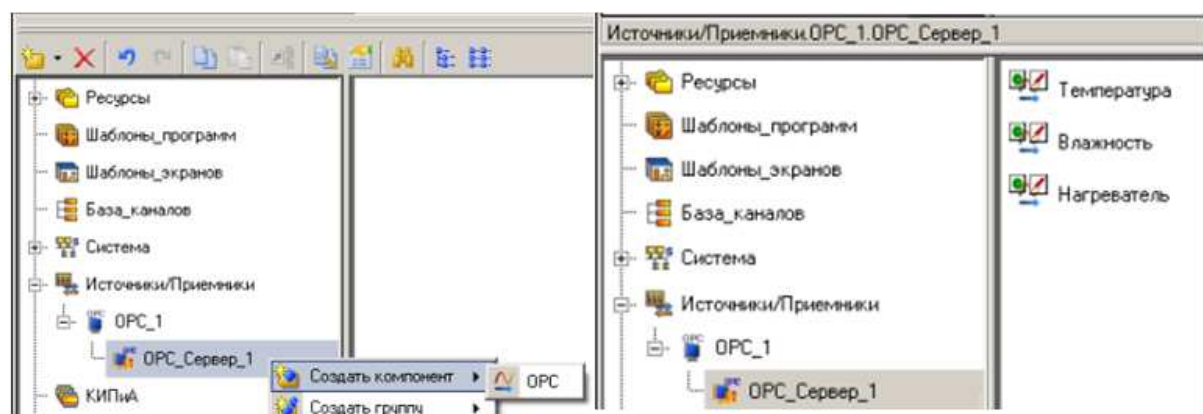 Ресурсы
Шаблоны_программ
Шаблоны_экранов
База_каналов
Система
Источники/Приемники
OPC_1
OPC_Сервер_1
Создать компонент
OPC
КИПиА
Создать группу
Источники/Приемники.OPC_1.OPC_Сервер_1
Ресурсы
Шаблоны_программ
Шаблоны_экранов
База_каналов
Система
Источники/Приемники
OPC_1
OPC_Сервер_1
Температура
Влажность
Нагреватель